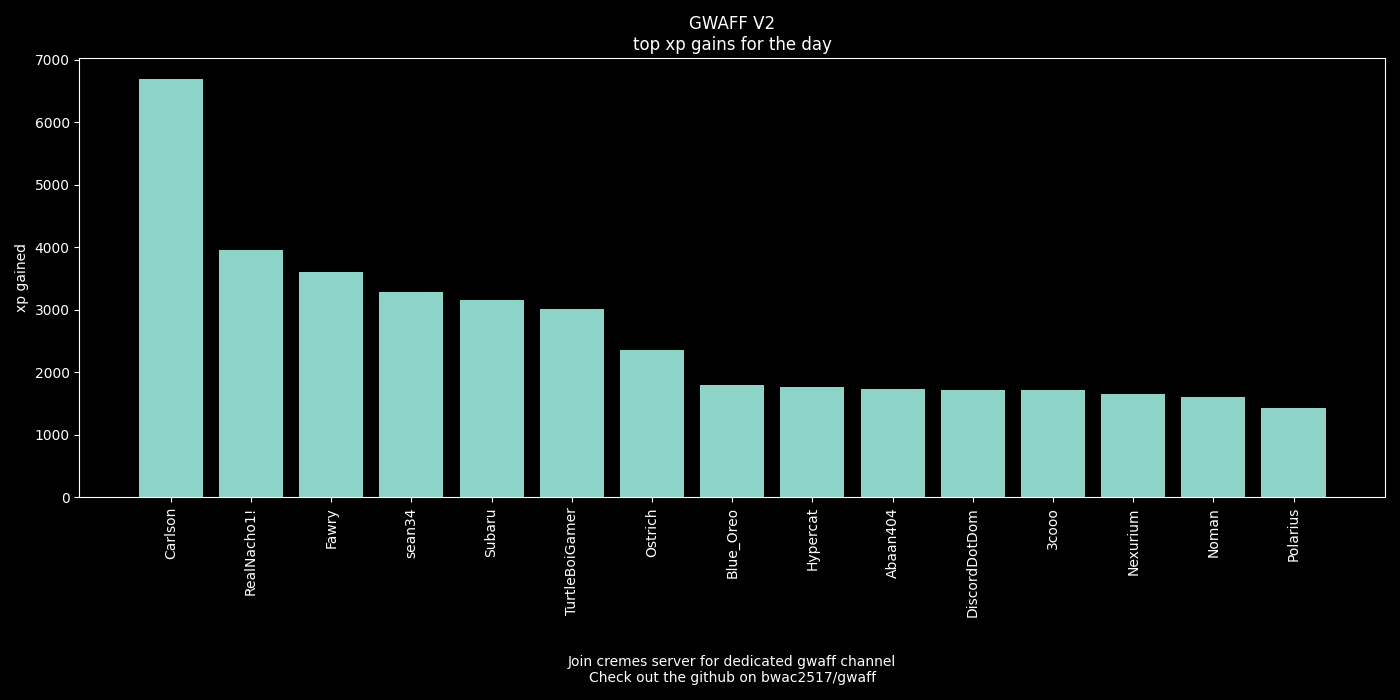 GWAFF V2
top xp gains for the day
7000
6000
5000
4000
3000
2000
1000
0
xp gained
Carlson
RealNacho1!
Fawry
sean34
Subaru
TurtleBoiGamer
Ostrich
Blue_Oreo
Hypercat
Abaan404
DiscordDotDom
3cooo
Nexurium
Noman
Polarius
Join cremes server for dedicated gwaff channel
Check out the github on bwac2517/gwaff